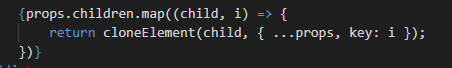 {props.children.map((child, i) => {
return cloneElement(child, { ...props, key: i });
})}